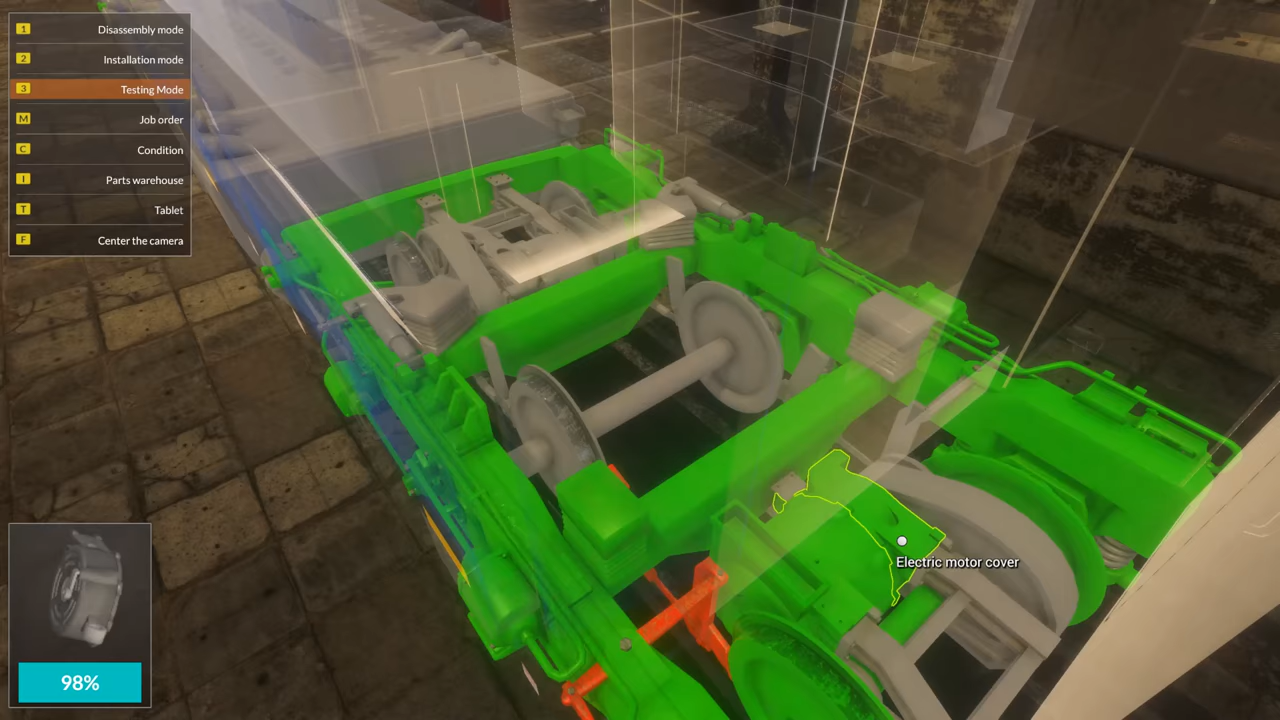 1 Disassembly mode
2 Installation mode
3 Testing Mode
M Job order
C Condition
I Parts warehouse
T Tablet
F Center the camera
Electric motor cover
98%